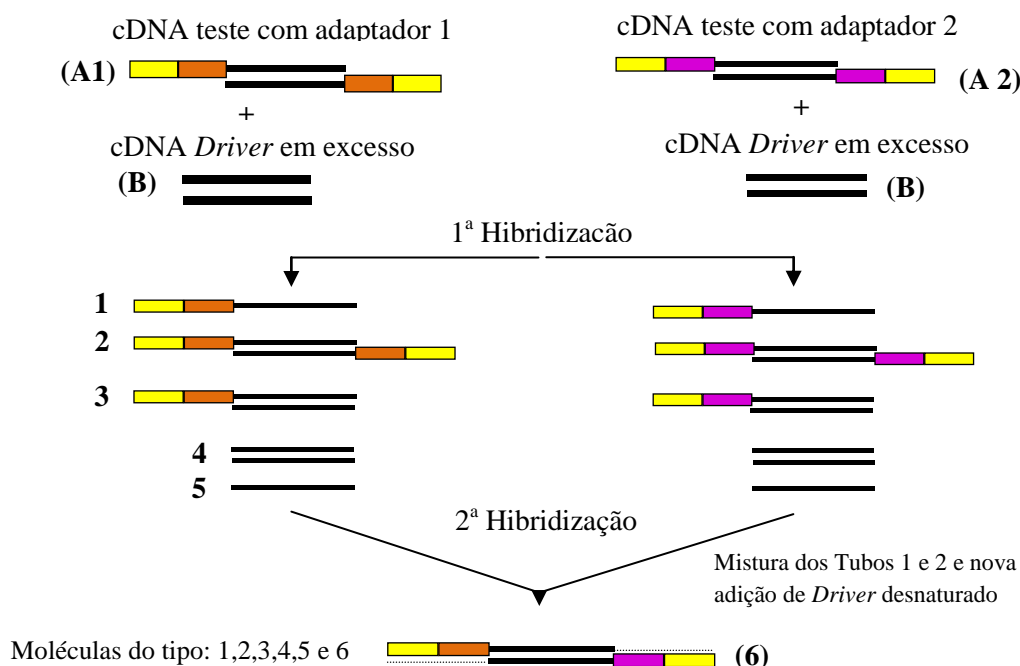 cDNA teste com adaptador 1
cDNA teste com adaptador 2
(A1)
(A 2)
+
+
cDNA Driver em excesso
cDNA Driver em excesso
(B)
(B)
1ª Hibridizacão
1
2
3
4
5
2ª Hibridização
Mistura dos Tubos 1 e 2 e nova
adição de Driver desnaturado
Moléculas do tipo: 1,2,3,4,5 e 6
(6)